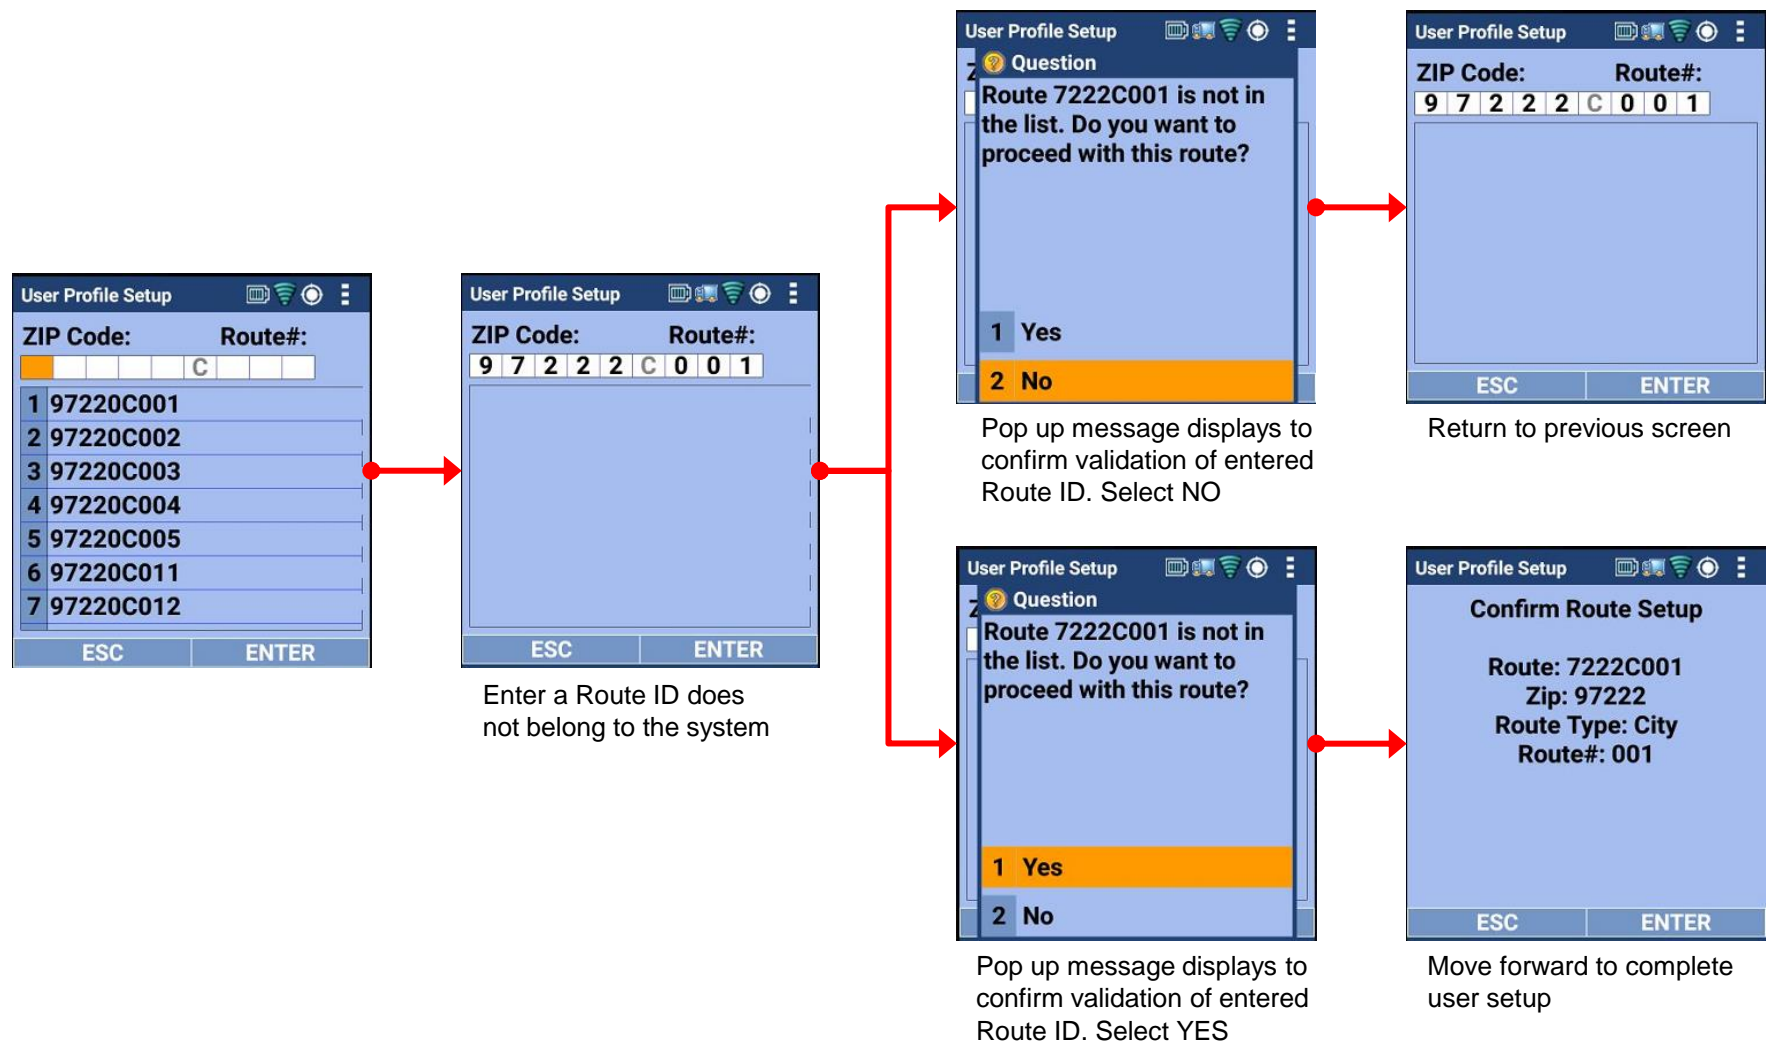 User Profile Setup
ZIP Code: Route#:
C
1 97220C001
2 97220C002
3 97220C003
4 97220C004
5 97220C005
6 97220C011
7 97220C012
ESC ENTER
User Profile Setup
ZIP Code: Route#:
9 7 2 2 2 C 0 0 1
ESC ENTER
Enter a Route ID does
not belong to the system
User Profile Setup
Question
Route 7222C001 is not in
the list. Do you want to
proceed with this route?
1 Yes
2 No
Pop up message displays to
confirm validation of entered
Route ID. Select NO
User Profile Setup
ZIP Code: Route#:
9 7 2 2 2 C 0 0 1
ESC ENTER
Return to previous screen
User Profile Setup
Question
Route 7222C001 is not in
the list. Do you want to
proceed with this route?
1 Yes
2 No
Pop up message displays to
confirm validation of entered
Route ID. Select YES
User Profile Setup
Confirm Route Setup
Route: 7222C001
Zip: 97222
Route Type: City
Route#: 001
ESC ENTER
Move forward to complete
user setup